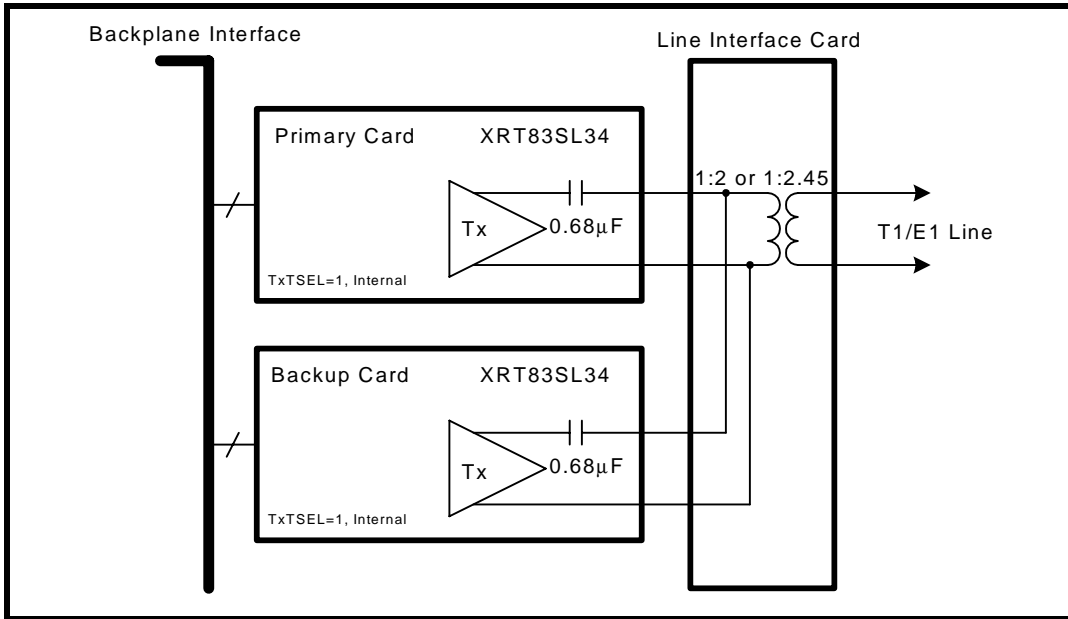 Backplane Interface
Line Interface Card
Primary Card XRT83SL34
1:2 or 1:2.45
Tx
0.68μF
T1/E1 Line
TxTSEL=1, Internal
Backup Card XRT83SL34
Tx
0.68μF
TxTSEL=1, Internal